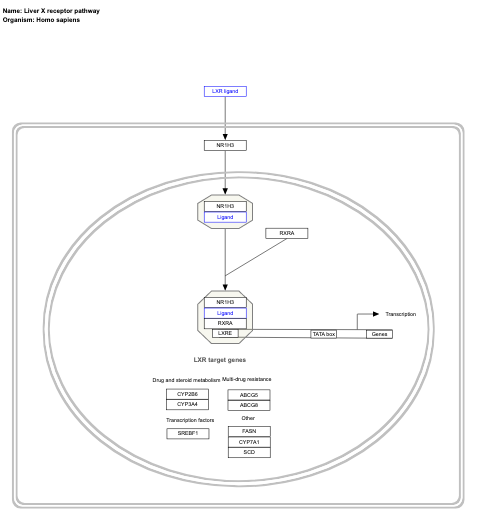 Name: Liver X receptor pathway
Organism: Homo sapiens
LXR ligand
NR1H3
NR1H3
Ligand
RXRA
NR1H3
Ligand
RXRA
LXRE
TATA box
Genes
Transcription
LXR target genes
Drug and steroid metabolism
CYP2B6
CYP3A4
Transcription factors
SREBF1
Multi-drug resistance
ABCG5
ABCG8
Other
FASN
CYP7A1
SCD